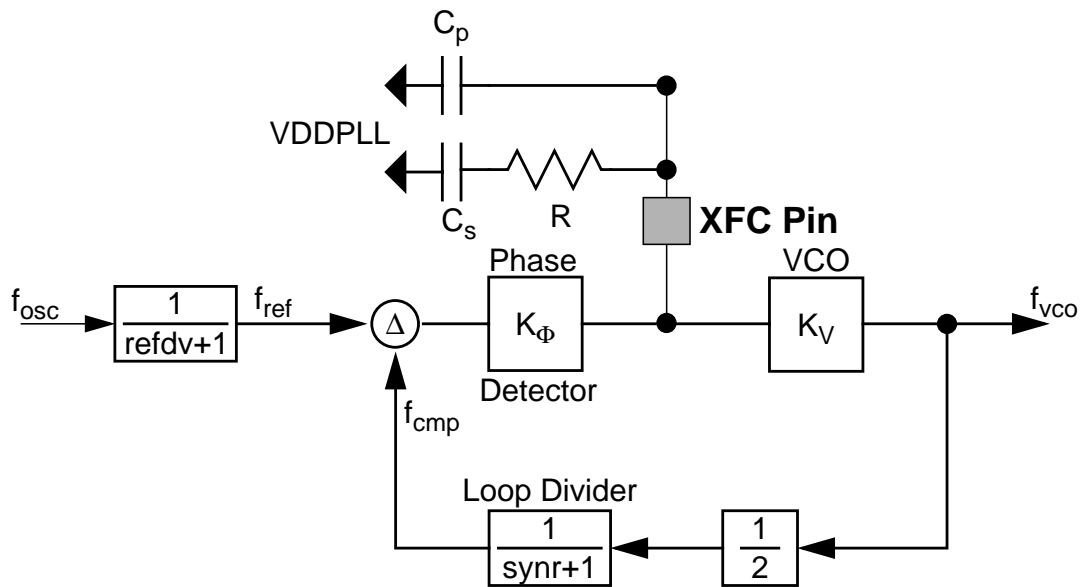 Cp
VDDPLL
Cs
R
XFC Pin
Phase
VCO
fosc
1
refdv+1
fref
Δ
KΦ
KV
fvco
Detector
fcmp
Loop Divider
1
synr+1
1
2